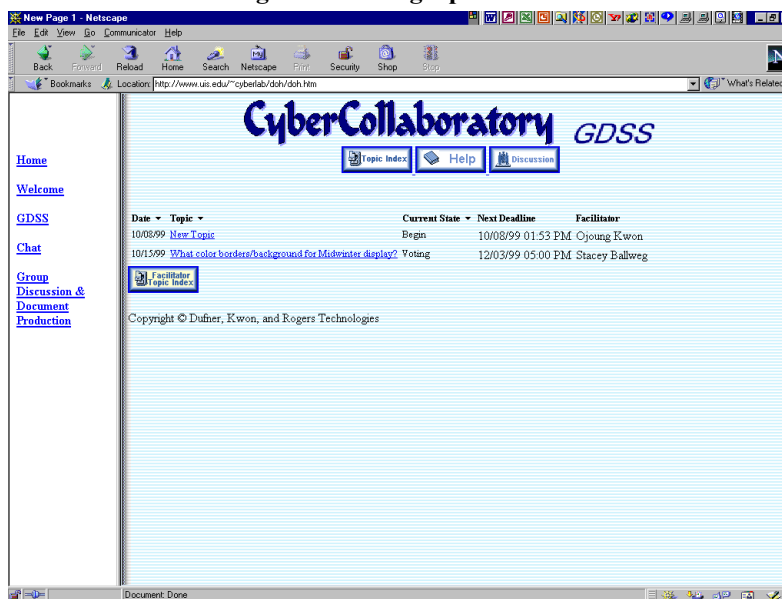 New Page 1 - Netscape
File Edit View Go Communicator Help
Back Forward Reload Home Search Netscape Print Security Shop Stop
Bookmarks Location: http://www.uis.edu/~cyberlab/doh/doh.htm What's Related
CyberCollaboratory GDSS
Topic Index Help Discussion
Home
Welcome
GDSS
Chat
Group
Discussion &
Document
Production
Date Topic Current State Next Deadline Facilitator
10/08/99 New Topic Begin 10/08/99 01:53 PM Ojoung Kwon
10/15/99 What color borders/background for Midwinter display? Voting 12/03/99 05:00 PM Stacey Ballweg
Facilitator
Topic Index
Copyright © Dufner, Kwon, and Rogers Technologies
Document: Done